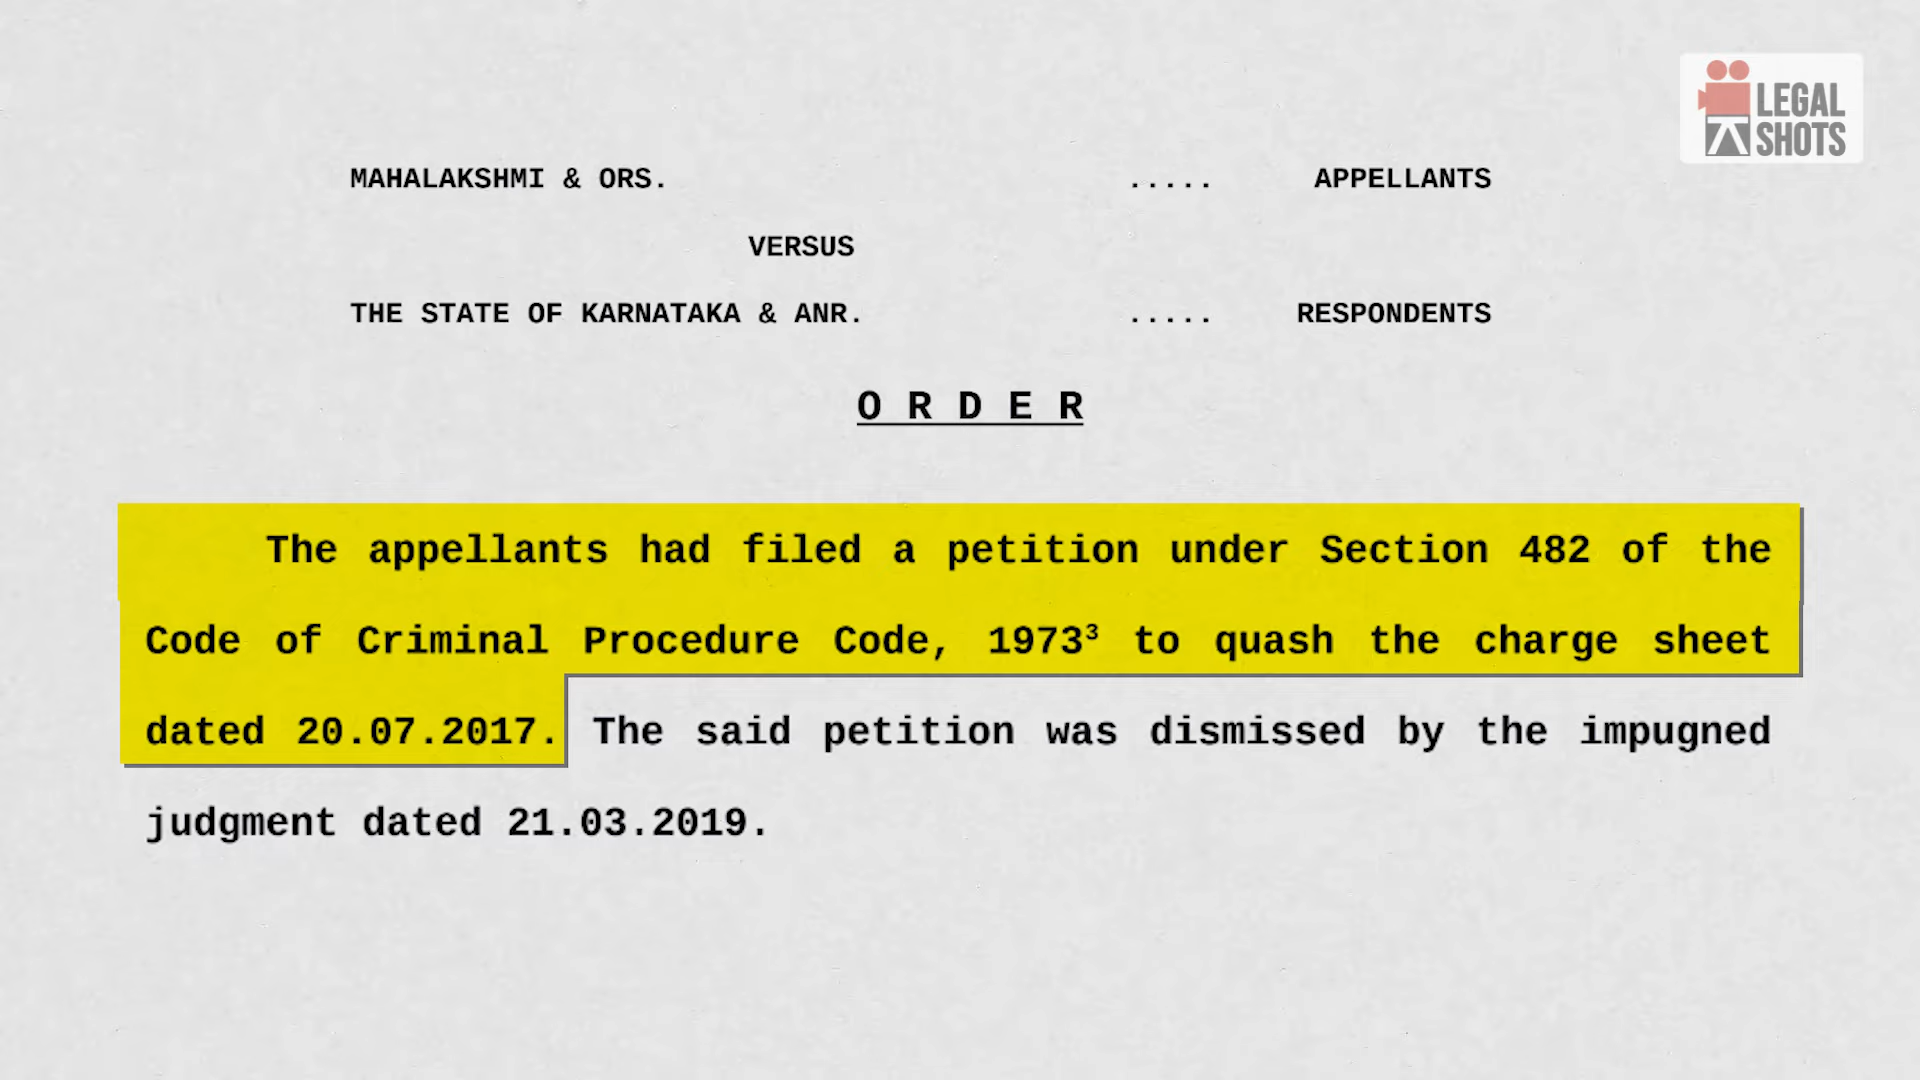 LEGAL
SHOTS
MAHALAKSHMI & ORS. ..... APPELLANTS
VERSUS
THE STATE OF KARNATAKA & ANR. ..... RESPONDENTS
O R D E R
The appellants had filed a petition under Section 482 of the
Code of Criminal Procedure Code, 1973³ to quash the charge sheet
dated 20.07.2017. The said petition was dismissed by the impugned
judgment dated 21.03.2019.